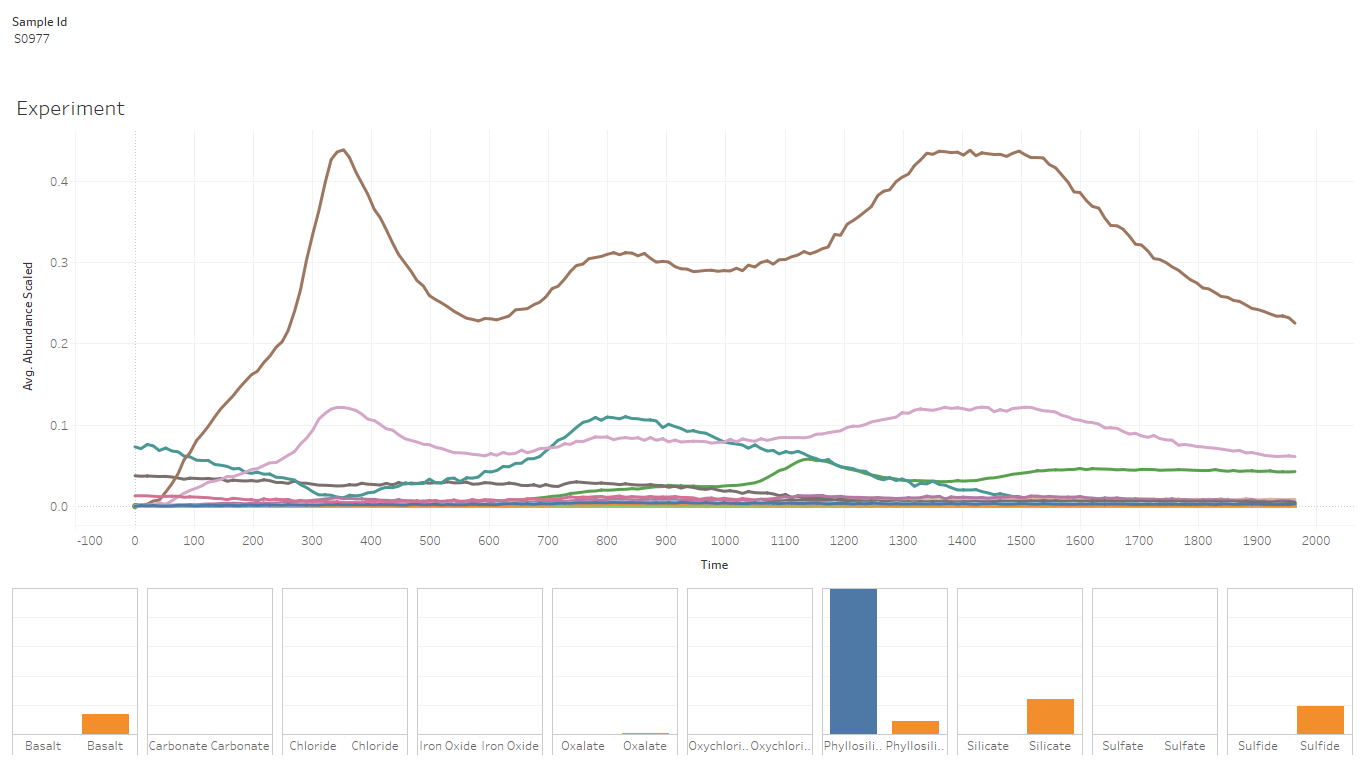 Sample Id
S0977
Experiment
Avg. Abundance Scaled
0.4
0.3
0.2
0.1
0.0
-100 0 100 200 300 400 500 600 700 800 900 1000 1100 1200 1300 1400 1500 1600 1700 1800 1900 2000
Time
Basalt Basalt Carbonate Carbonate Chloride Chloride Iron Oxide Iron Oxide Oxalate Oxalate Oxychlori.. Oxychlori.. Phyllosili.. Phyllosili.. Silicate Silicate Sulfate Sulfate Sulfide Sulfide